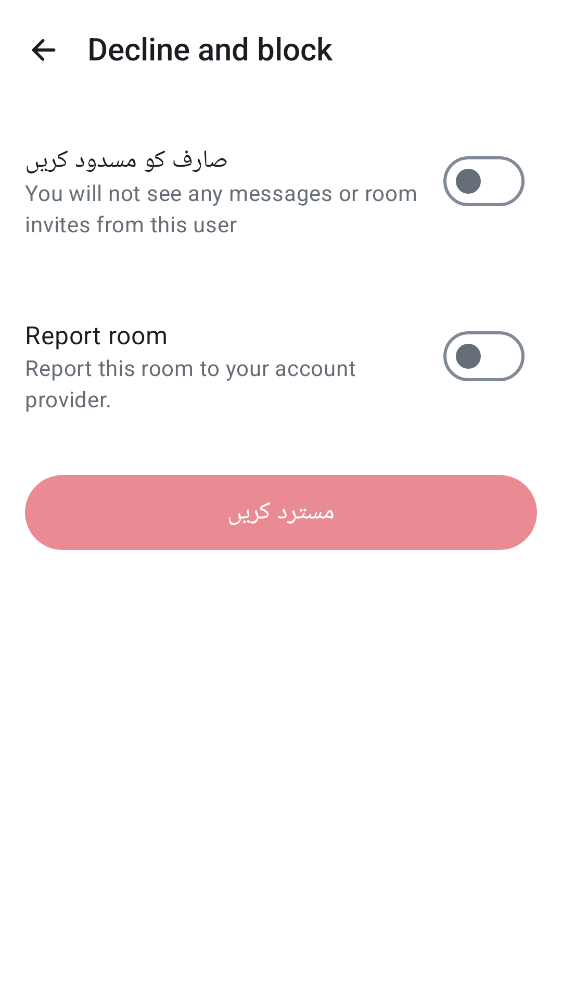 Decline and block
صارف کو مسدود کریں
You will not see any messages or room
invites from this user
Report room
Report this room to your account
provider.
مسترد کریں